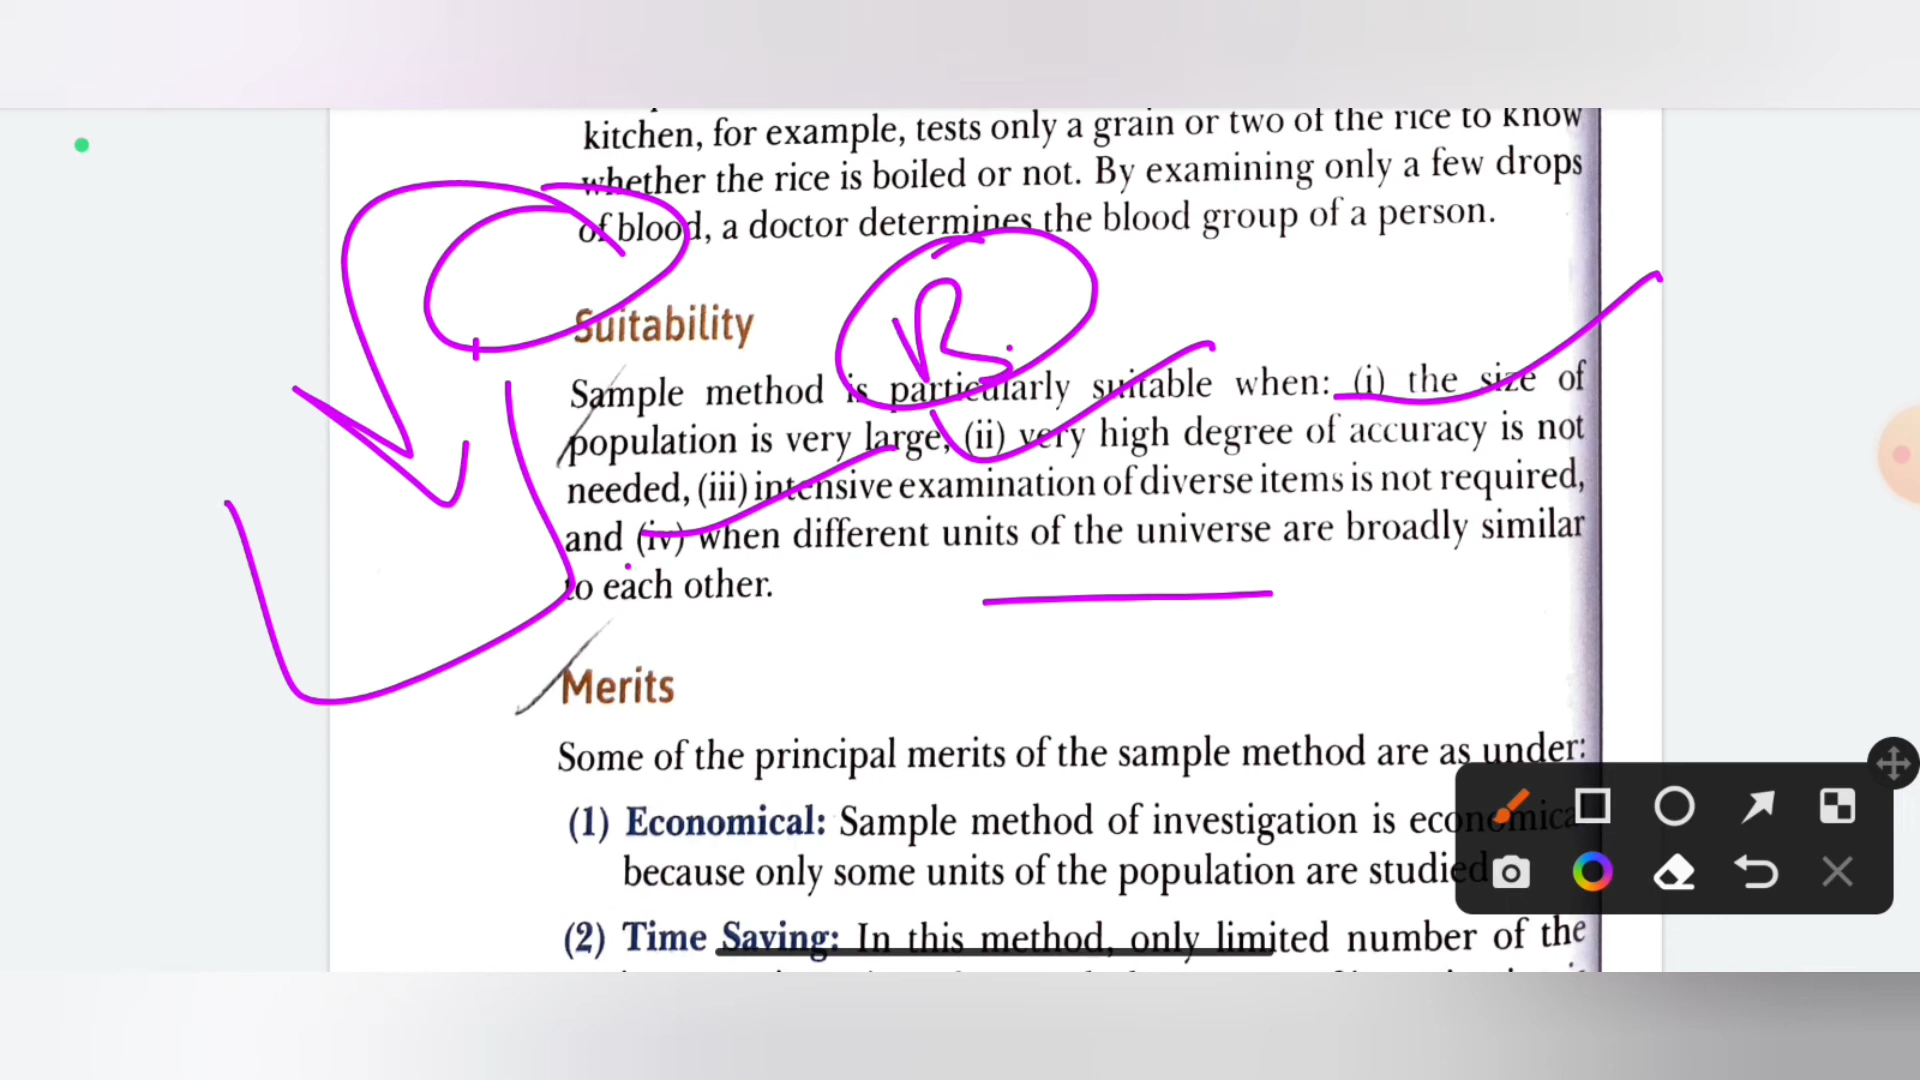 kitchen, for example, tests only a grain or two of the rice to know
whether the rice is boiled or not. By examining only a few drops
of blood, a doctor determines the blood group of a person.
Suitability
B
Sample method is particularly suitable when: (i) the size of
population is very large, (ii) very high degree of accuracy is not
needed, (iii) intensive examination of diverse items is not required,
and (iv) when different units of the universe are broadly similar
to each other.
Merits
Some of the principal merits of the sample method are as under:
(1) Economical: Sample method of investigation is economical
because only some units of the population are studied
(2) Time Saving: In this method, only limited number of the